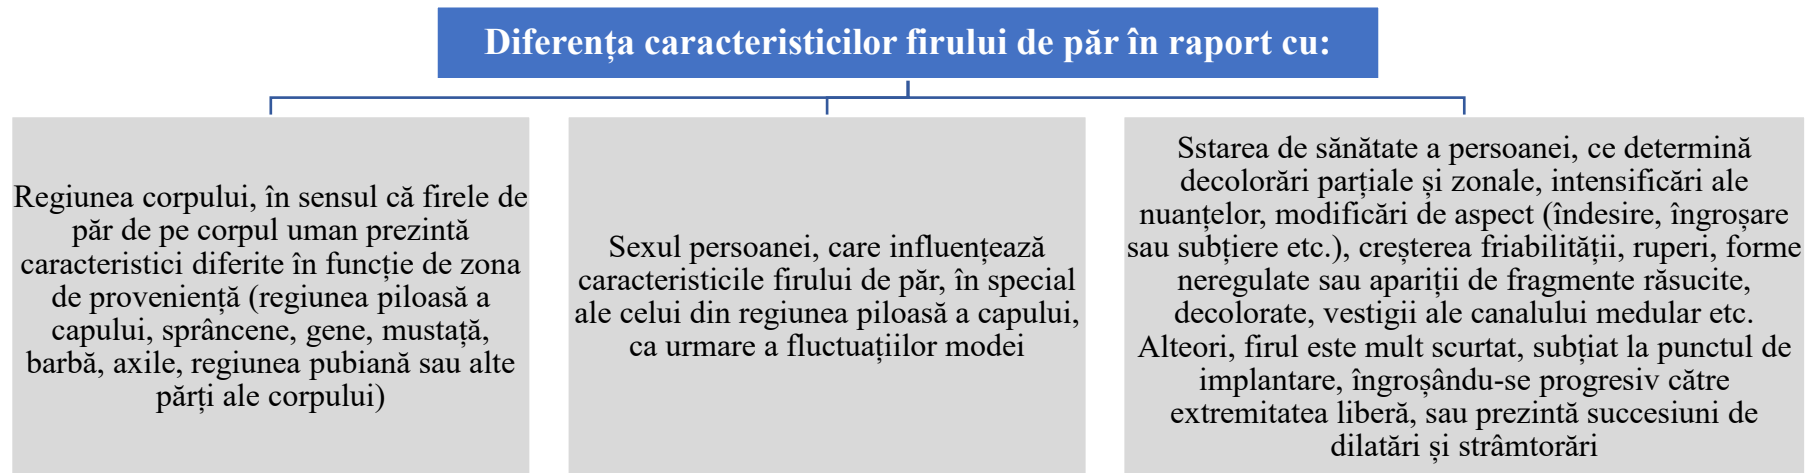 Diferența caracteristicilor firului de păr în raport cu:
Regiunea corpului, în sensul că firele de
păr de pe corpul uman prezintă
caracteristici diferite în funcție de zona
de proveniență (regiunea piloasă a
capului, sprâncene, gene, mustață,
barbă, axile, regiunea pubiană sau alte
părți ale corpului)
Sexul persoanei, care influențează
caracteristicile firului de păr, în special
ale celui din regiunea piloasă a capului,
ca urmare a fluctuațiilor modei
Sstarea de sănătate a persoanei, ce determină
decolorări parțiale și zonale, intensificări ale
nuanțelor, modificări de aspect (îndesire, îngroșare
sau subțiere etc.), creșterea friabilității, ruperi, forme
neregulate sau apariții de fragmente răsucite,
decolorate, vestigii ale canalului medular etc.
Alteori, firul este mult scurtat, subțiat la punctul de
implantare, îngroșându-se progresiv către
extremitatea liberă, sau prezintă succesiuni de
dilatări și strâmtorări